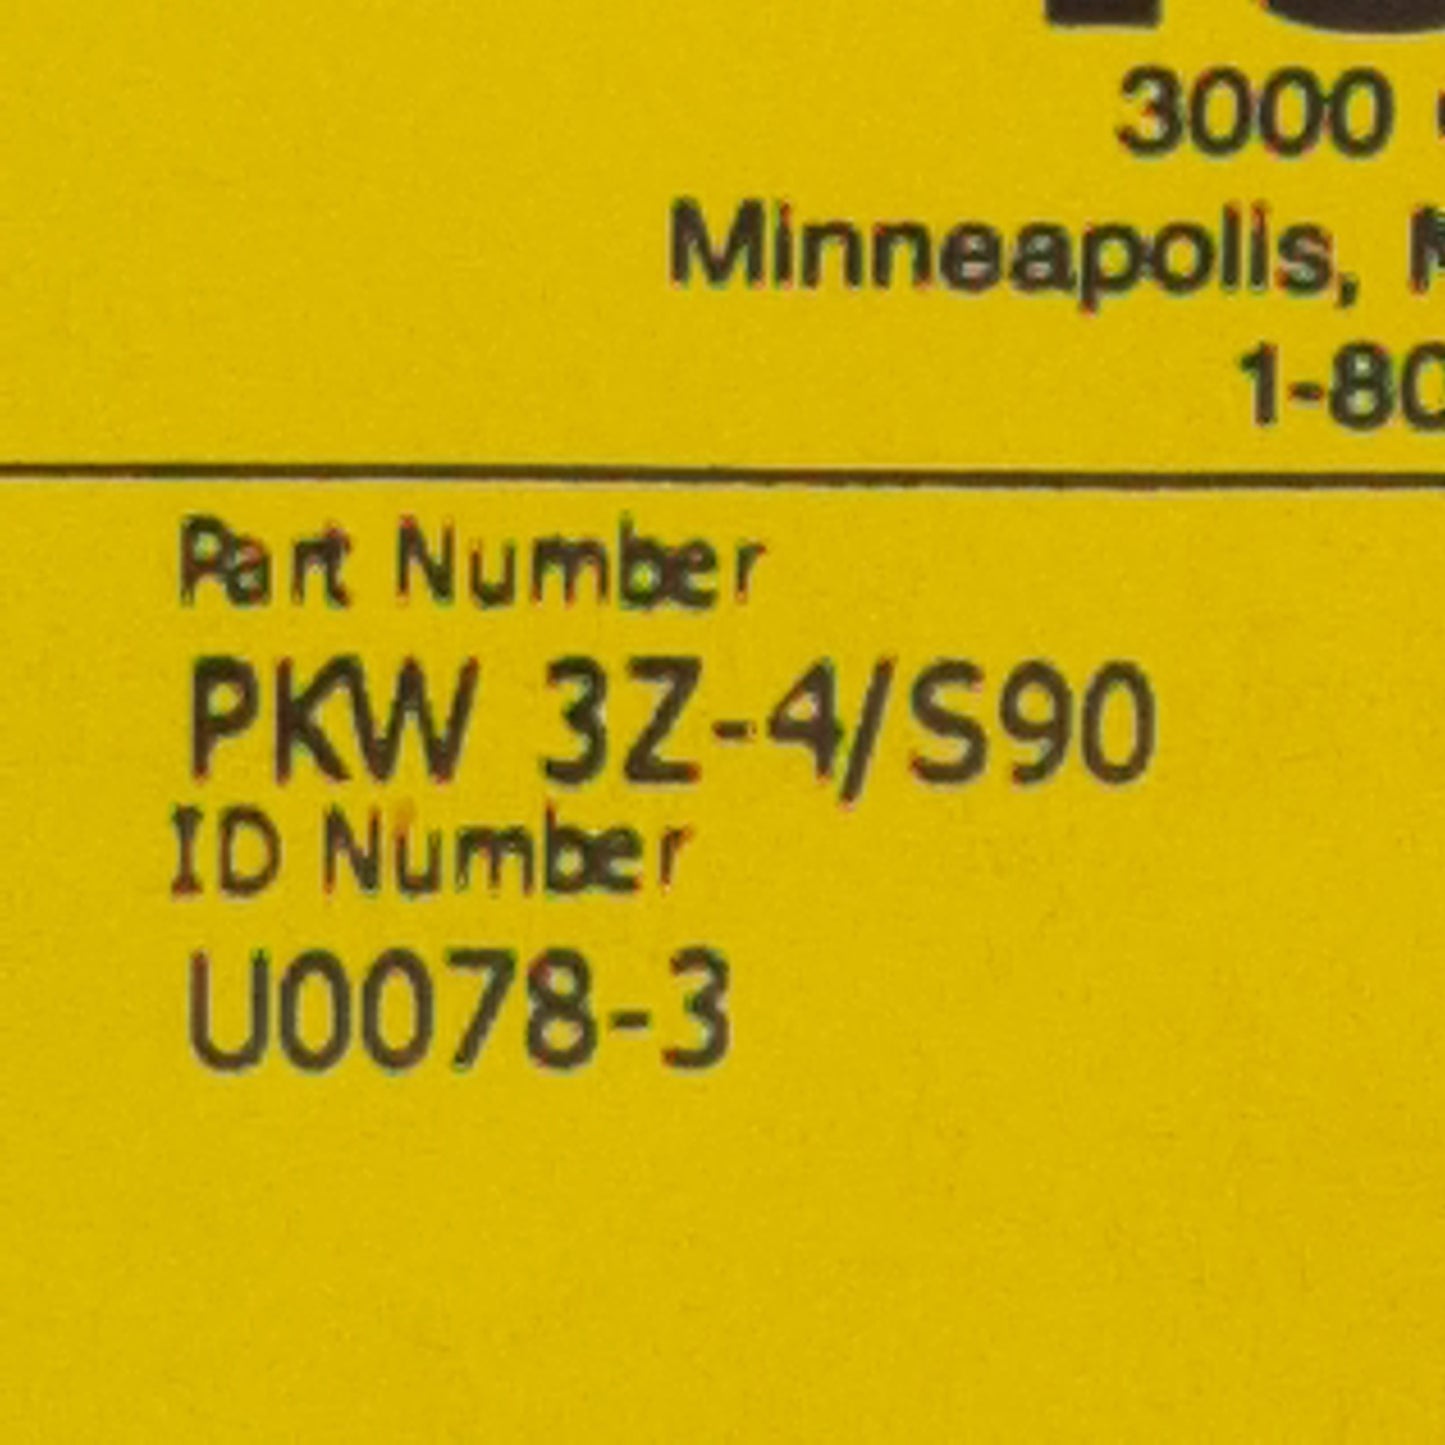 3000
Minneapolis,
1-80
Part Number
PKW 3Z-4/S90
ID Number
U0078-3